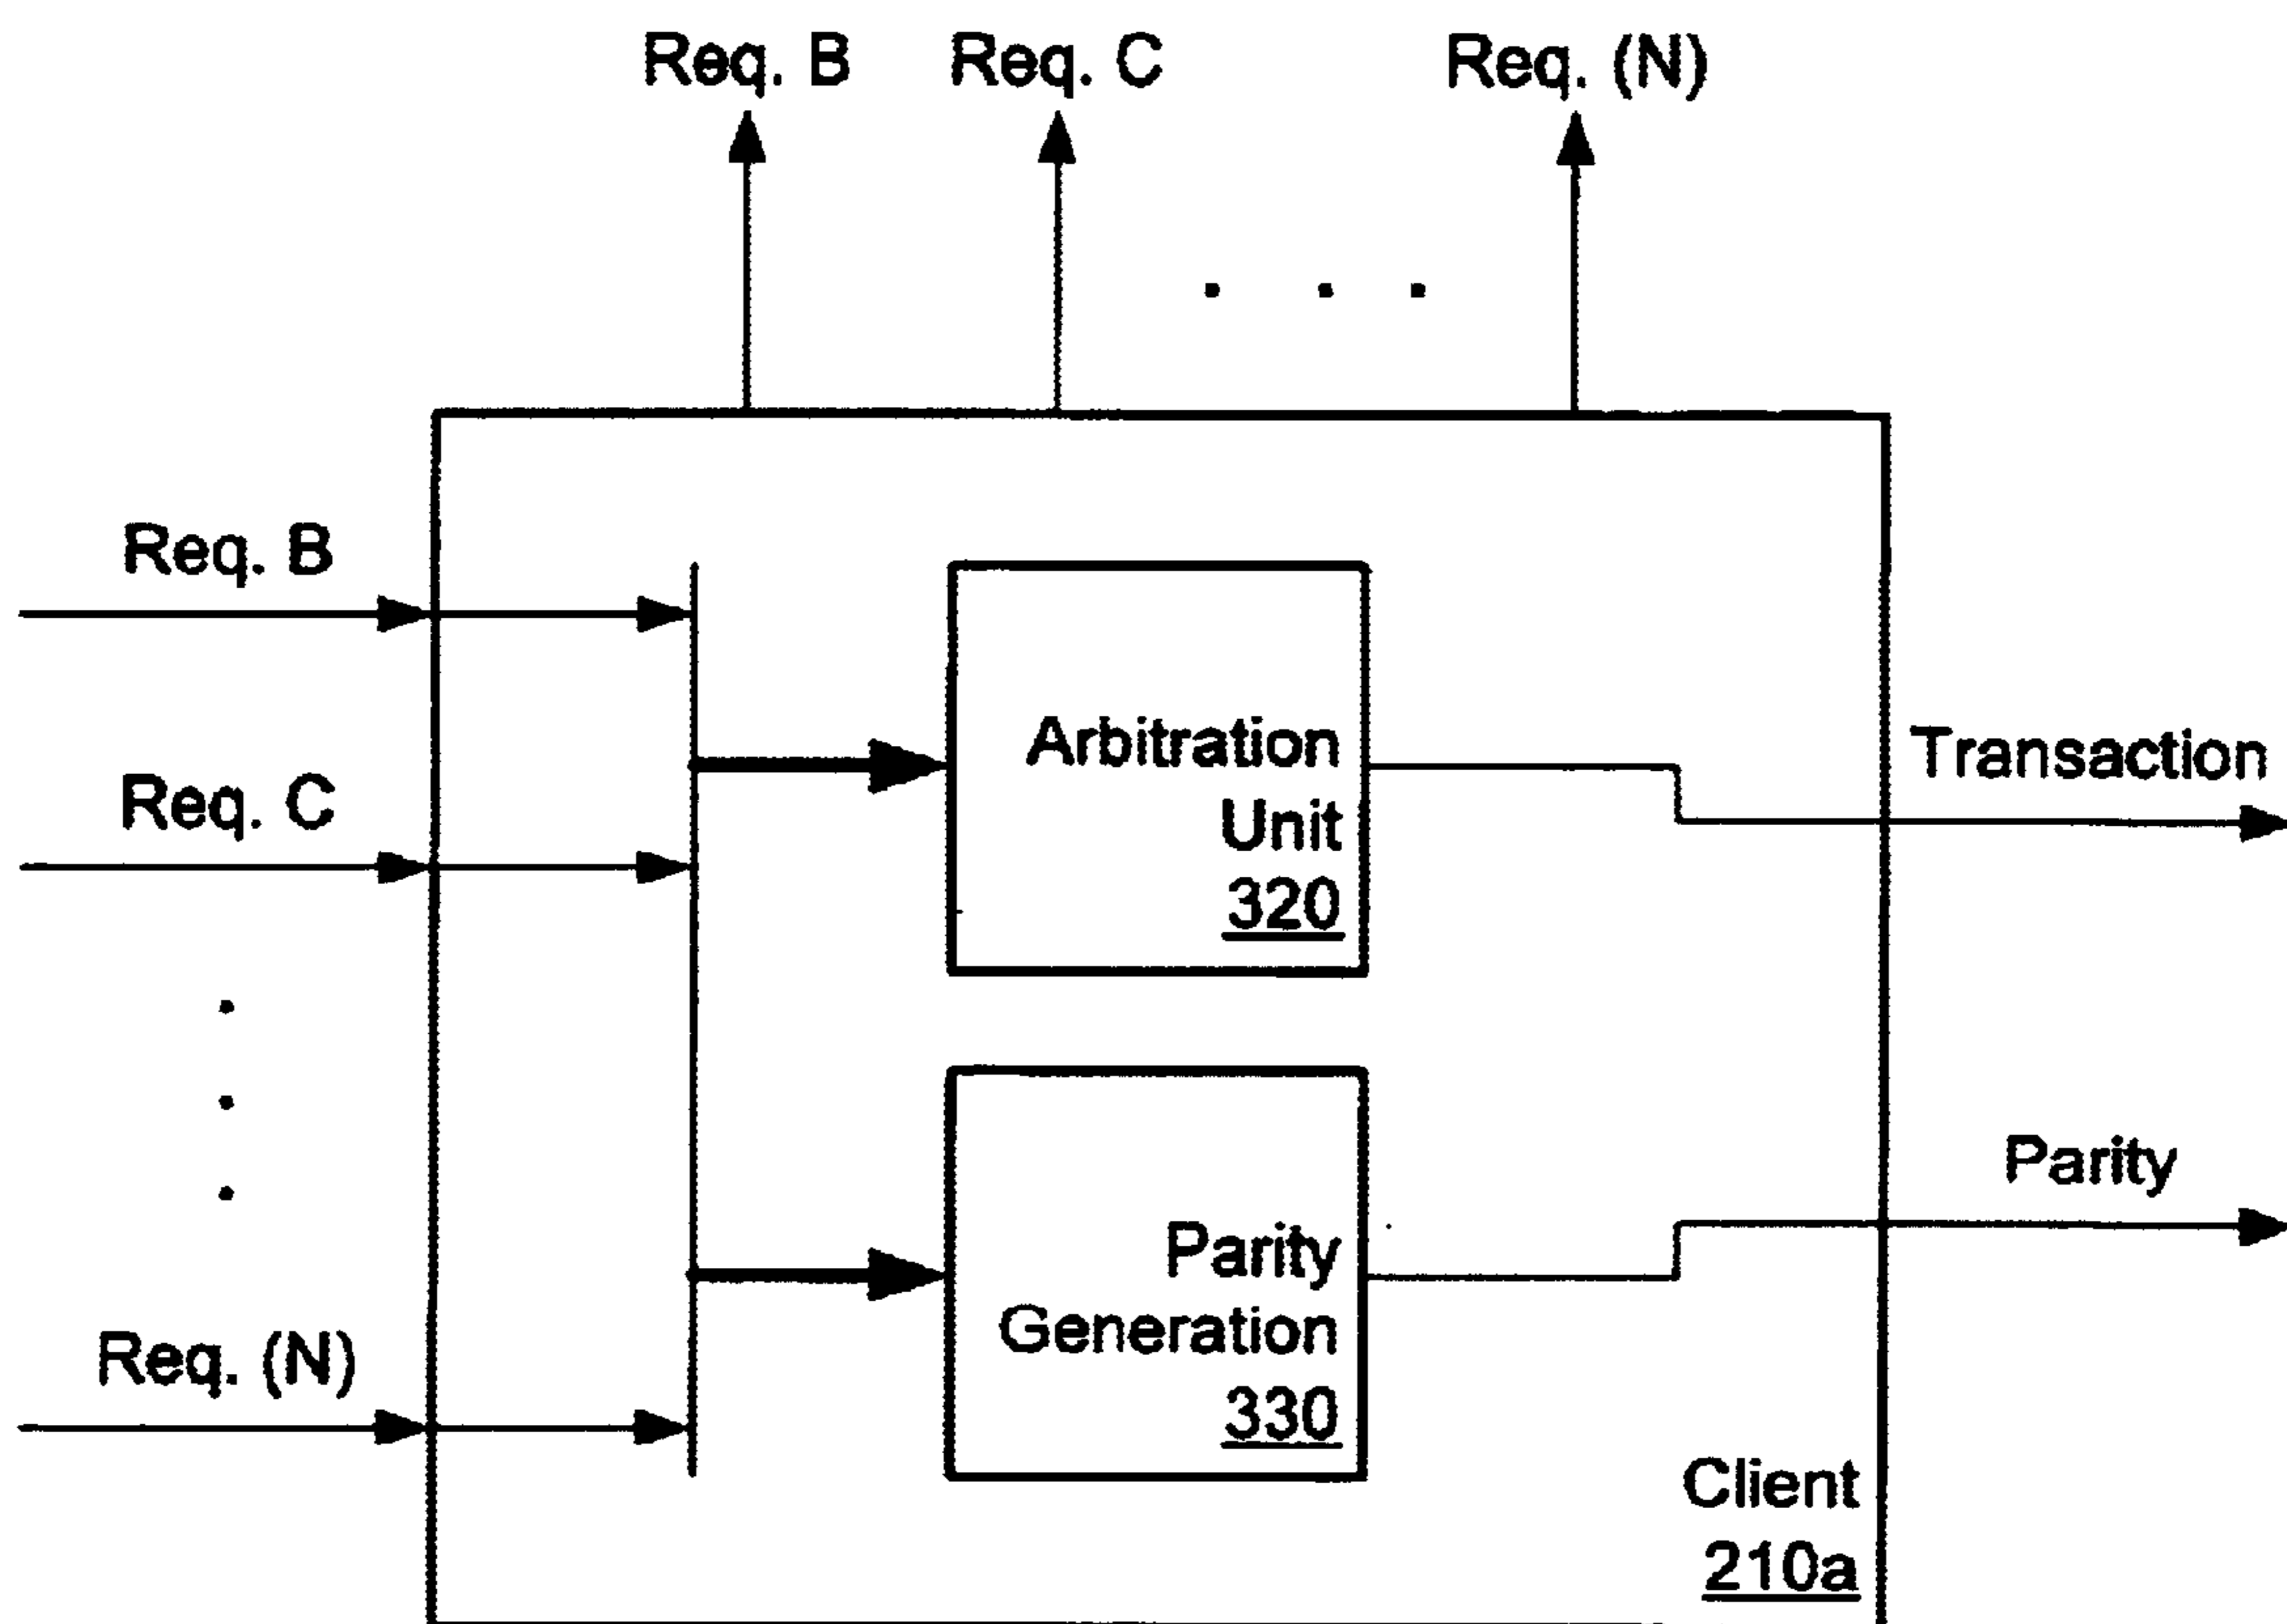 Req. B
Req. C
Req. (N)
Req. B
Req. C
Req. (N)
Arbitration
Unit
320
Parity
Generation
330
Transaction
Parity
Client
210a